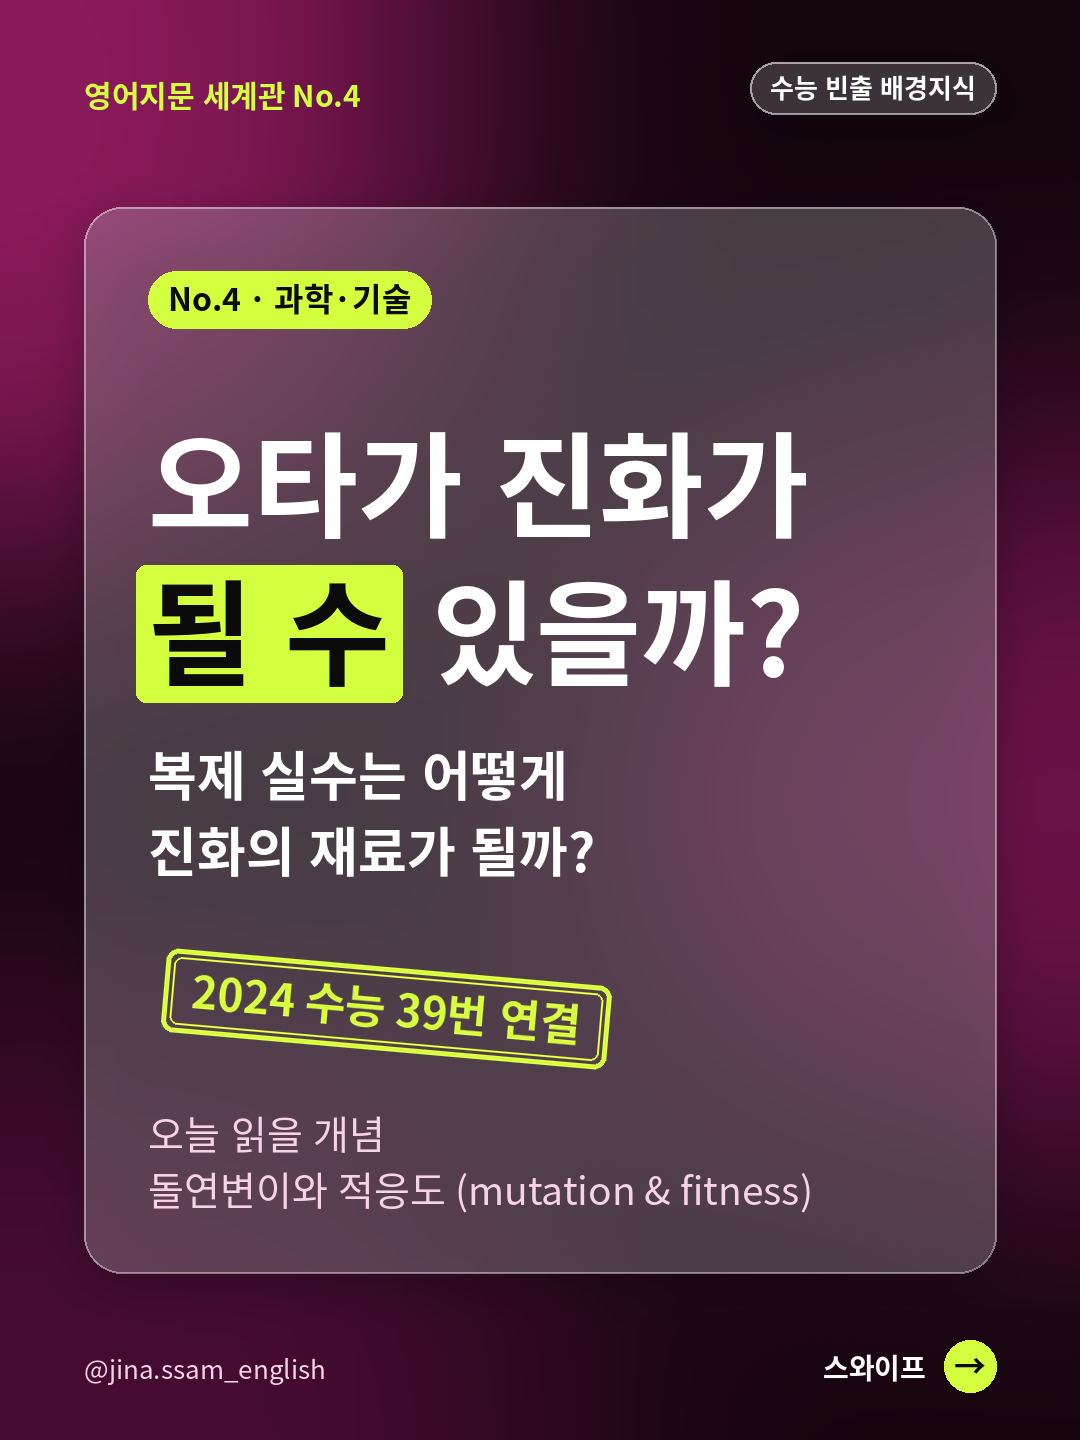 영어지문 세계관 No.4
수능 빈출 배경지식
No.4 · 과학·기술
오타가 진화가
될 수 있을까?
복제 실수는 어떻게
진화의 재료가 될까?
2024 수능 39번 연결
오늘 읽을 개념
돌연변이와 적응도 (mutation & fitness)
@jina.ssam_english
스와이프 →